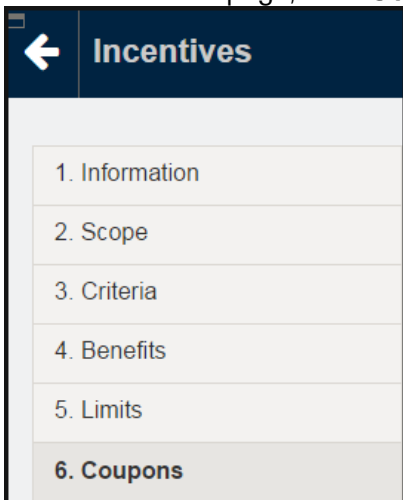 Incentives
1. Information
2. Scope
3. Criteria
4. Benefits
5. Limits
6. Coupons